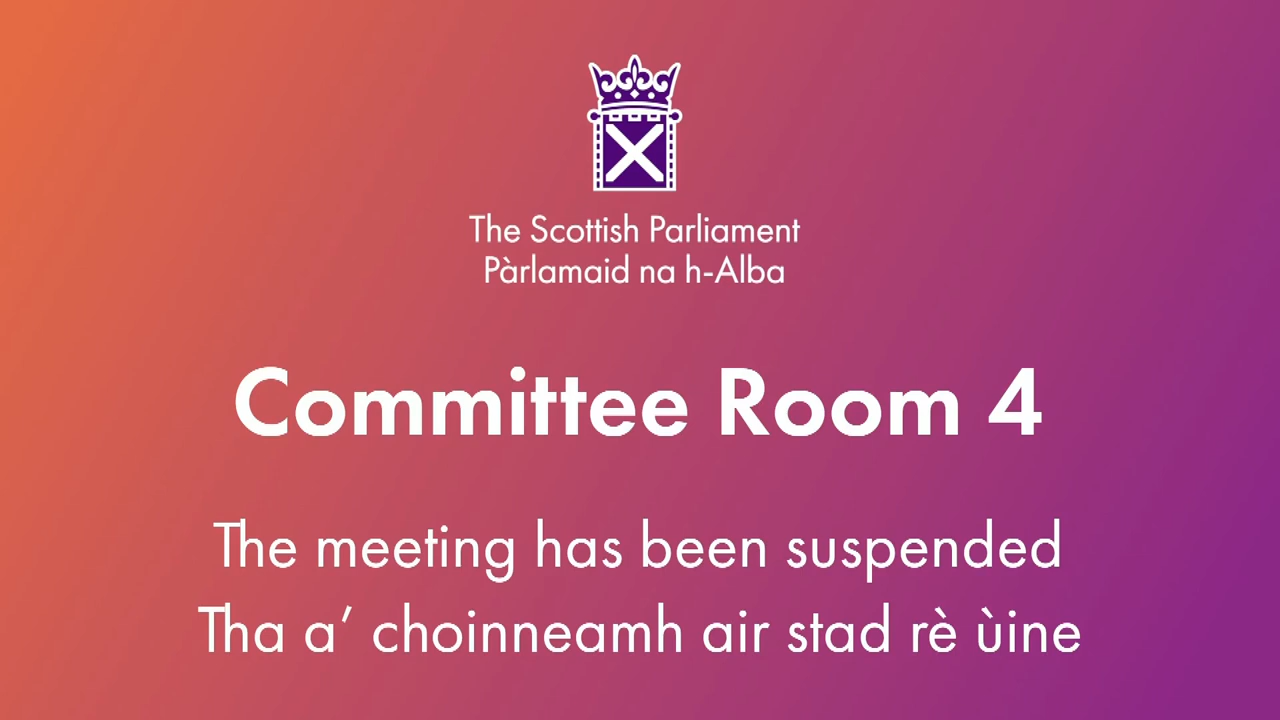 The Scottish Parliament
Pàrlamaid na h-Alba
Committee Room 4
The meeting has been suspended
Tha a’ choinneamh air stad rè ùine